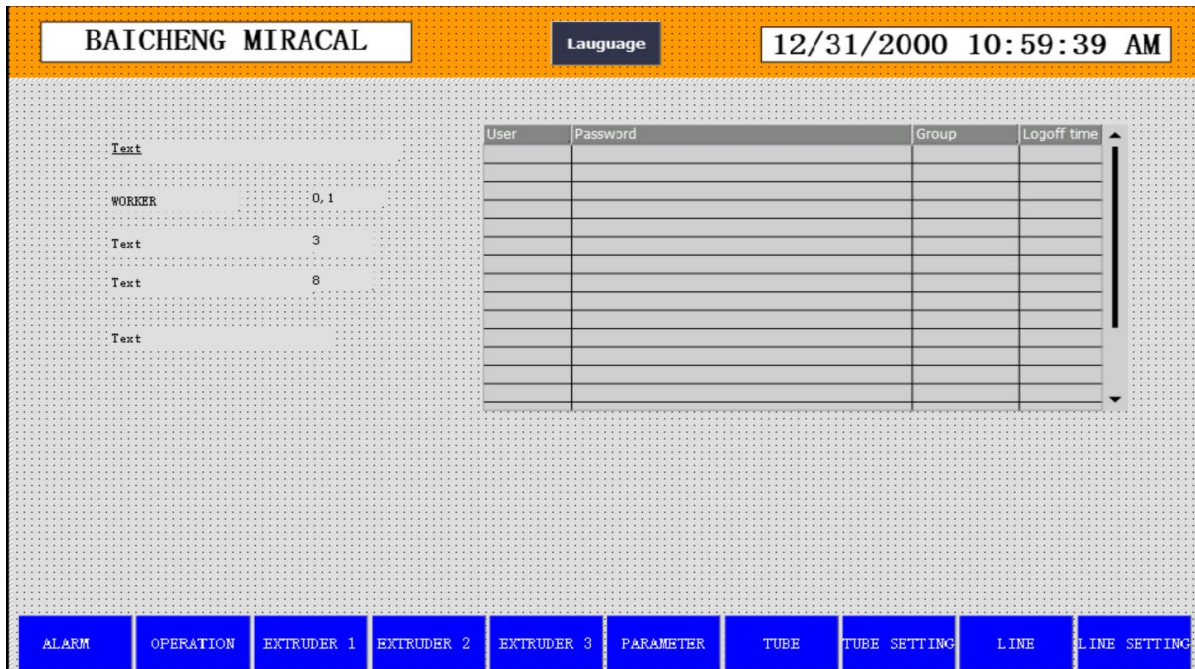 BAICHENG MIRACAL
Lauguage
12/31/2000 10:59:39 AM
User Password Group Logoff time
Text
WORKER 0,1
Text 3
Text 8
Text
ALARM OPERATION EXTRUDER 1 EXTRUDER 2 EXTRUDER 3 PARAMETER TUBE TUBE SETTING LINE LINE SETTING